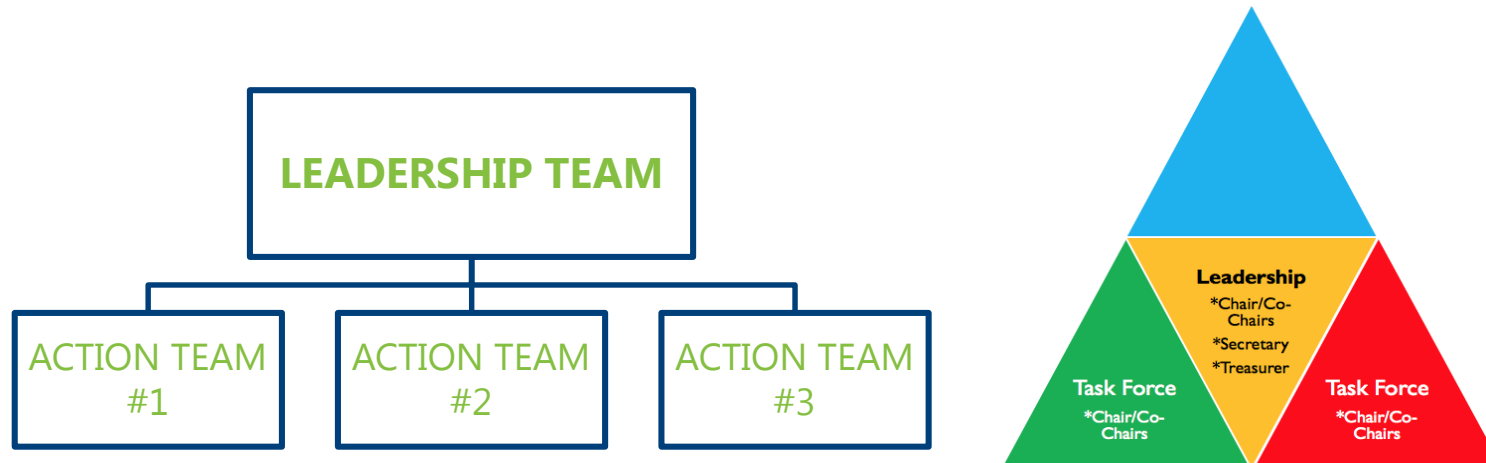 LEADERSHIP TEAM
ACTION TEAM
#1
ACTION TEAM
#2
ACTION TEAM
#3
Leadership
*Chair/Co-
Chairs
*Secretary
*Treasurer
Task Force
*Chair/Co-
Chairs
Task Force
*Chair/Co-
Chairs